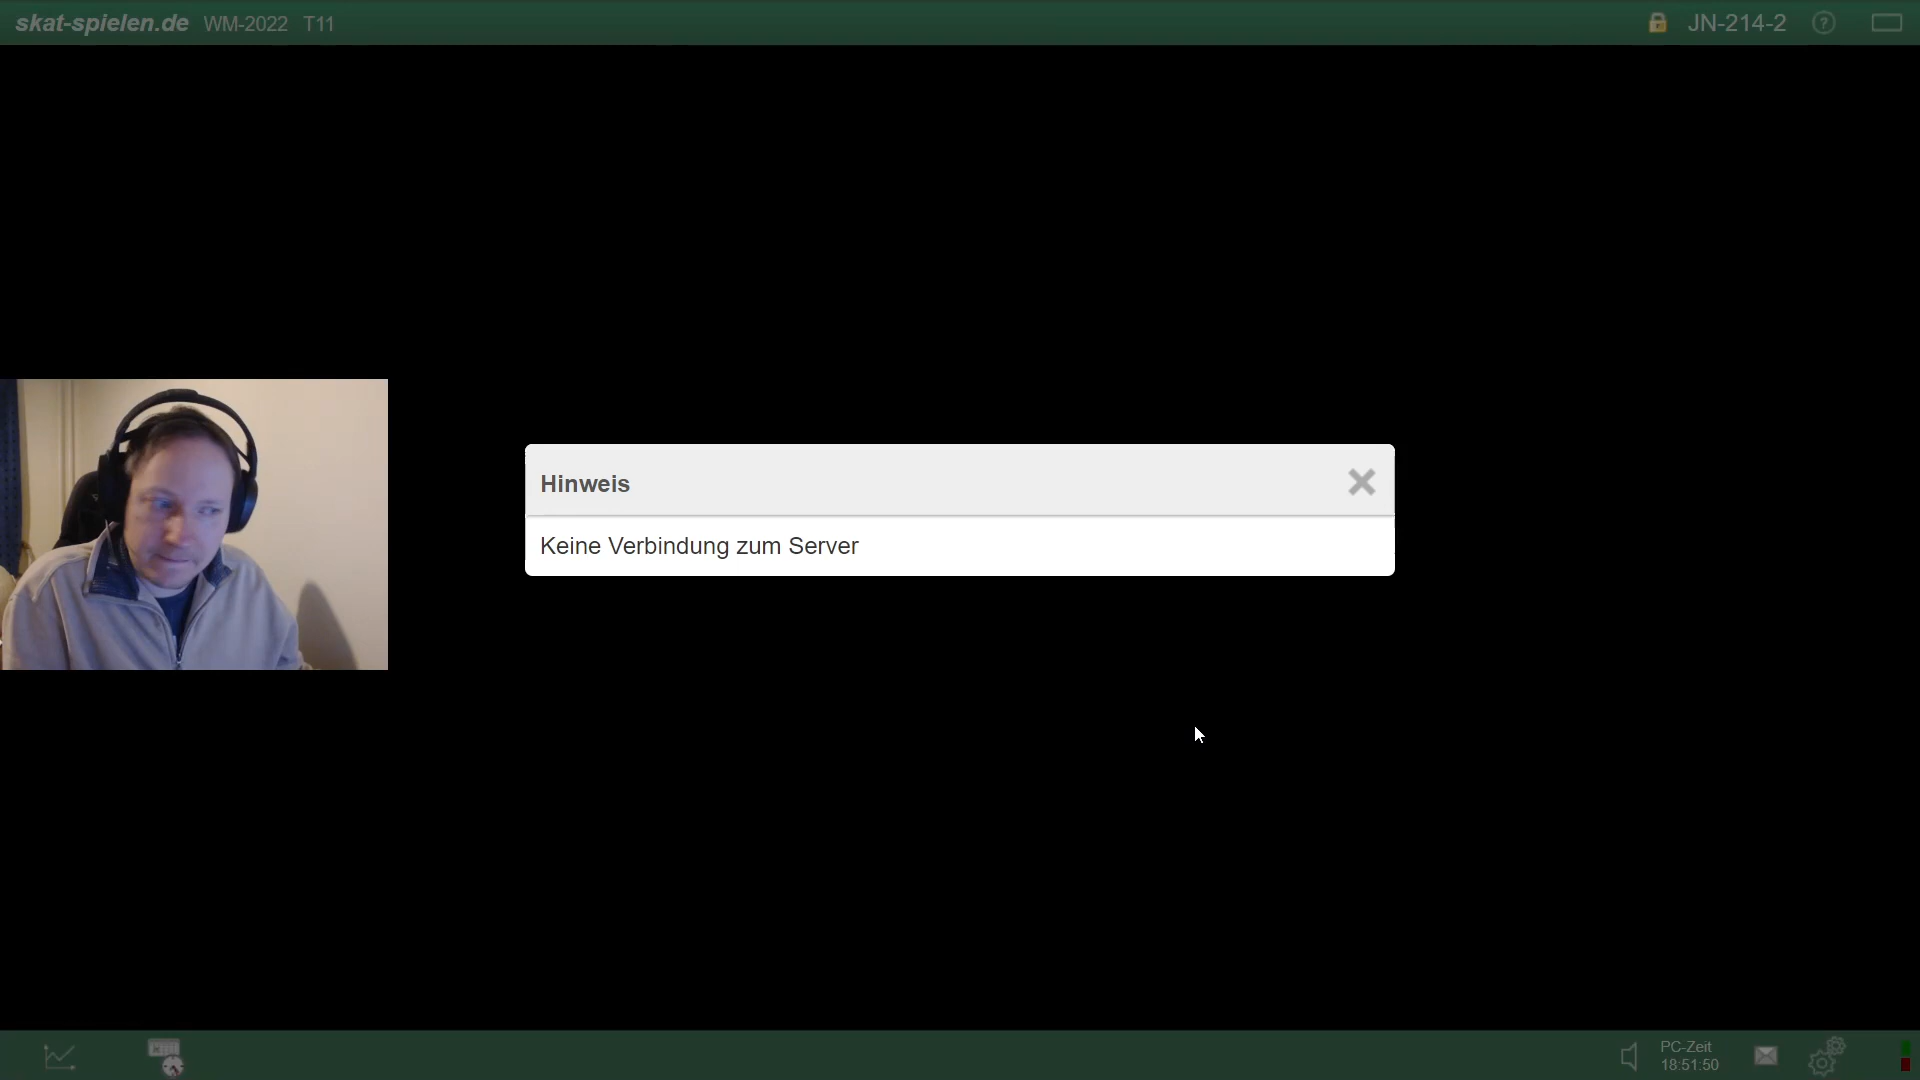 skat-spielen.de WM-2022 T11
JN-214-2 ?
Hinweis
Keine Verbindung zum Server
PC-Zeit
18:51:50